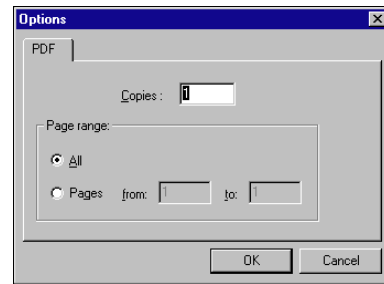 Options
PDF
Copies : 1
Page range:
All
Pages from: 1 to: 1
OK Cancel